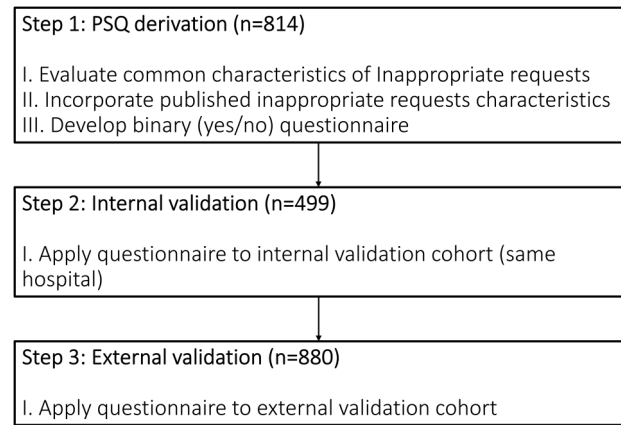 Step 1: PSQ derivation (n=814)
I. Evaluate common characteristics of Inappropriate requests
II. Incorporate published inappropriate requests characteristics
III. Develop binary (yes/no) questionnaire
Step 2: Internal validation (n=499)
I. Apply questionnaire to internal validation cohort (same
hospital)
Step 3: External validation (n=880)
I. Apply questionnaire to external validation cohort